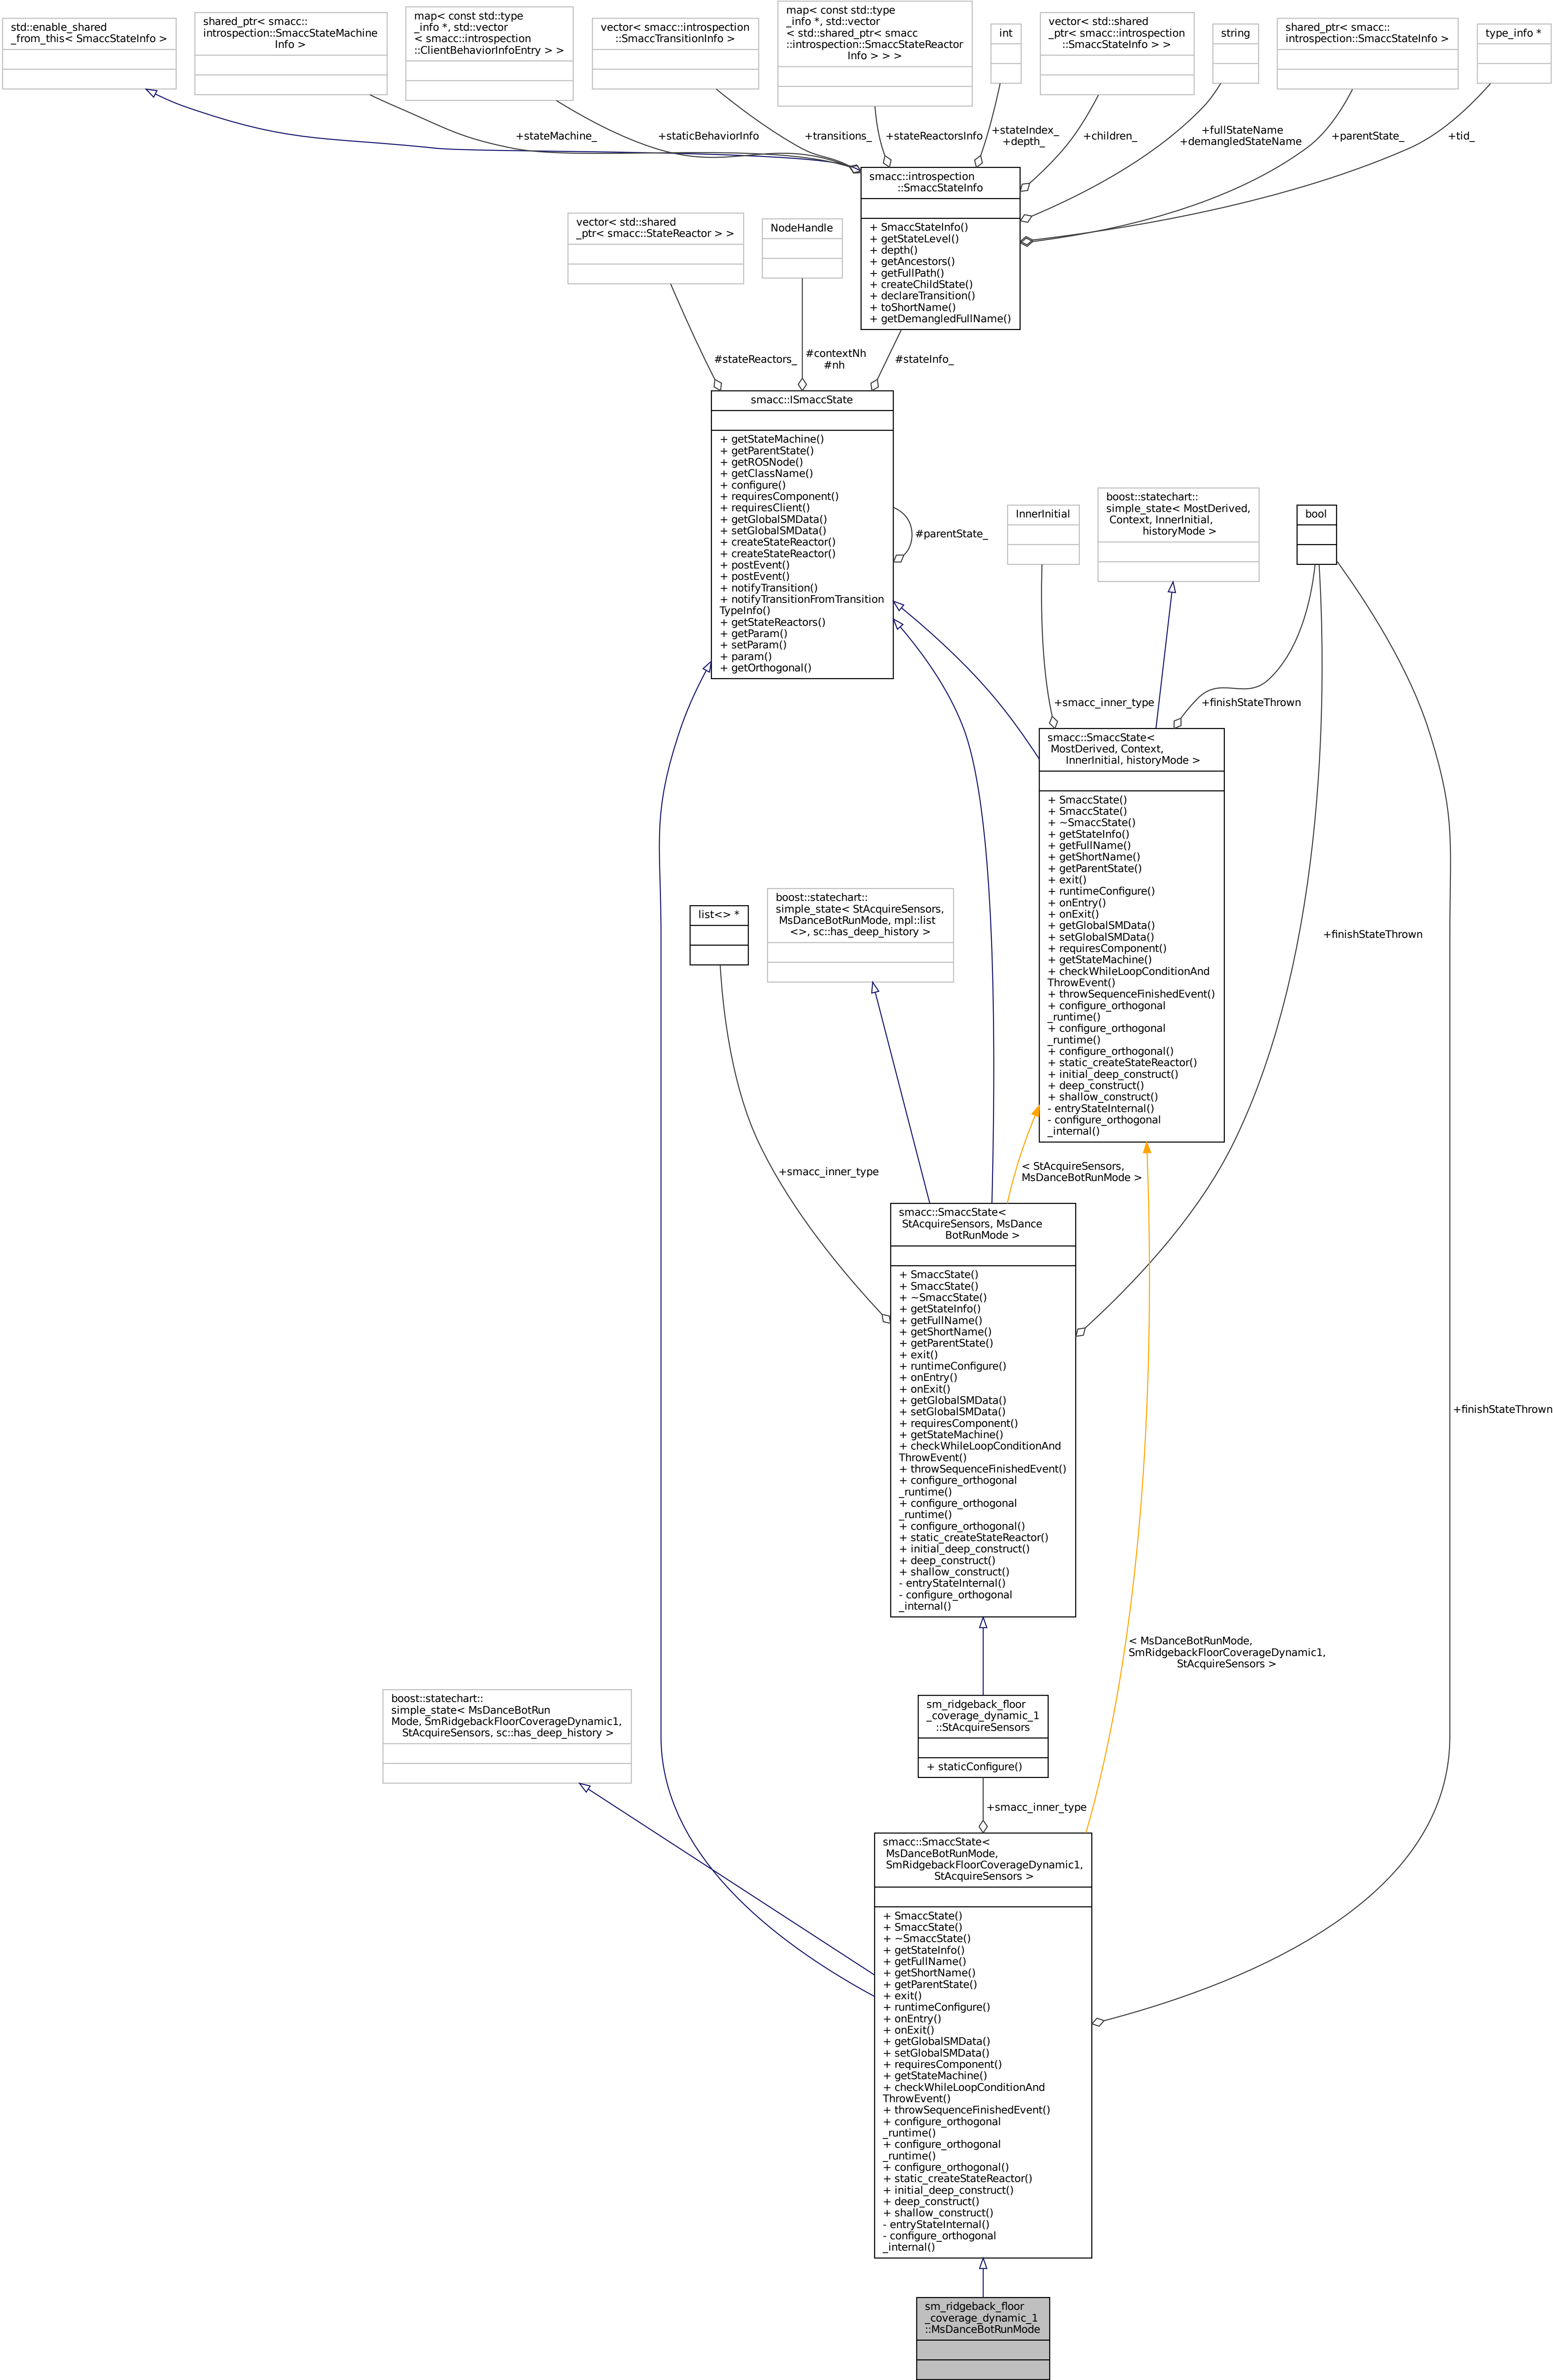 std::enable_shared
_from_this< SmaccStateInfo >
shared_ptr< smacc::
introspection::SmaccStateMachine
Info >
map< const std::type
_info *, std::vector
< smacc::introspection
::ClientBehaviorInfoEntry > >
vector< smacc::introspection
::SmaccTransitionInfo >
map< const std::type
_info *, std::vector
< std::shared_ptr< smacc
::introspection::SmaccStateReactor
Info > > >
int
vector< std::shared
_ptr< smacc::introspection
::SmaccStateInfo > >
string
shared_ptr< smacc::
introspection::SmaccStateInfo >
type_info *
+stateMachine_
+staticBehaviorInfo
+transitions_
+stateReactorsInfo
+stateIndex_
+depth_
+children_
+fullStateName
+demangledStateName
+parentState_
+tid_
smacc::introspection
::SmaccStateInfo
+ SmaccStateInfo()
+ getStateLevel()
+ depth()
+ getAncestors()
+ getFullPath()
+ createChildState()
+ declareTransition()
+ toShortName()
+ getDemangledFullName()
vector< std::shared
_ptr< smacc::StateReactor > >
NodeHandle
#stateReactors_
#contextNh
#nh
#stateInfo_
smacc::ISmaccState
+ getStateMachine()
+ getParentState()
+ getROSNode()
+ getClassName()
+ configure()
+ requiresComponent()
+ requiresClient()
+ getGlobalSMData()
+ setGlobalSMData()
+ createStateReactor()
+ createStateReactor()
+ postEvent()
+ postEvent()
+ notifyTransition()
+ notifyTransitionFromTransition
TypeInfo()
+ getStateReactors()
+ getParam()
+ setParam()
+ param()
+ getOrthogonal()
#parentState_
InnerInitial
boost::statechart::
simple_state< MostDerived,
Context, InnerInitial,
historyMode >
bool
+smacc_inner_type
+finishStateThrown
smacc::SmaccState<
MostDerived, Context,
InnerInitial, historyMode >
+ SmaccState()
+ SmaccState()
+ ~SmaccState()
+ getStateInfo()
+ getFullName()
+ getShortName()
+ getParentState()
+ exit()
+ runtimeConfigure()
+ onEntry()
+ onExit()
+ getGlobalSMData()
+ setGlobalSMData()
+ requiresComponent()
+ getStateMachine()
+ checkWhileLoopConditionAnd
ThrowEvent()
+ throwSequenceFinishedEvent()
+ configure_orthogonal
_runtime()
+ configure_orthogonal
_runtime()
+ configure_orthogonal()
+ static_createStateReactor()
+ initial_deep_construct()
+ deep_construct()
+ shallow_construct()
- entryStateInternal()
- configure_orthogonal
_internal()
list<> *
boost::statechart::
simple_state< StAcquireSensors,
MsDanceBotRunMode, mpl::list
<>, sc::has_deep_history >
+finishStateThrown
+smacc_inner_type
< StAcquireSensors,
MsDanceBotRunMode >
smacc::SmaccState<
StAcquireSensors, MsDance
BotRunMode >
+ SmaccState()
+ SmaccState()
+ ~SmaccState()
+ getStateInfo()
+ getFullName()
+ getShortName()
+ getParentState()
+ exit()
+ runtimeConfigure()
+ onEntry()
+ onExit()
+ getGlobalSMData()
+ setGlobalSMData()
+ requiresComponent()
+ getStateMachine()
+ checkWhileLoopConditionAnd
ThrowEvent()
+ throwSequenceFinishedEvent()
+ configure_orthogonal
_runtime()
+ configure_orthogonal
_runtime()
+ configure_orthogonal()
+ static_createStateReactor()
+ initial_deep_construct()
+ deep_construct()
+ shallow_construct()
- entryStateInternal()
- configure_orthogonal
_internal()
+finishStateThrown
< MsDanceBotRunMode,
SmRidgebackFloorCoverageDynamic1,
StAcquireSensors >
boost::statechart::
simple_state< MsDanceBotRun
Mode, SmRidgebackFloorCoverageDynamic1,
StAcquireSensors, sc::has_deep_history >
sm_ridgeback_floor
_coverage_dynamic_1
::StAcquireSensors
+ staticConfigure()
+smacc_inner_type
smacc::SmaccState<
MsDanceBotRunMode,
SmRidgebackFloorCoverageDynamic1,
StAcquireSensors >
+ SmaccState()
+ SmaccState()
+ ~SmaccState()
+ getStateInfo()
+ getFullName()
+ getShortName()
+ getParentState()
+ exit()
+ runtimeConfigure()
+ onEntry()
+ onExit()
+ getGlobalSMData()
+ setGlobalSMData()
+ requiresComponent()
+ getStateMachine()
+ checkWhileLoopConditionAnd
ThrowEvent()
+ throwSequenceFinishedEvent()
+ configure_orthogonal
_runtime()
+ configure_orthogonal
_runtime()
+ configure_orthogonal()
+ static_createStateReactor()
+ initial_deep_construct()
+ deep_construct()
+ shallow_construct()
- entryStateInternal()
- configure_orthogonal
_internal()
sm_ridgeback_floor
_coverage_dynamic_1
::MsDanceBotRunMode